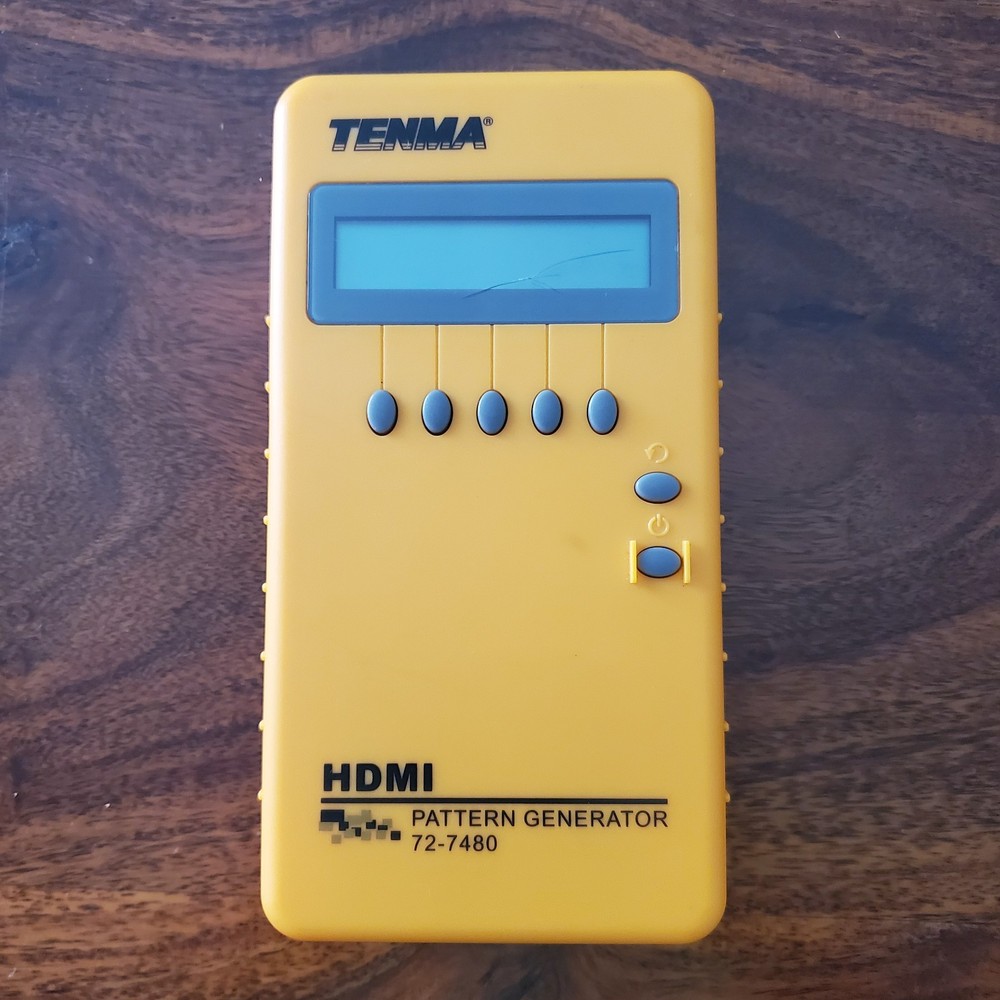 TENMA®
HDMI
PATTERN GENERATOR
72-7480